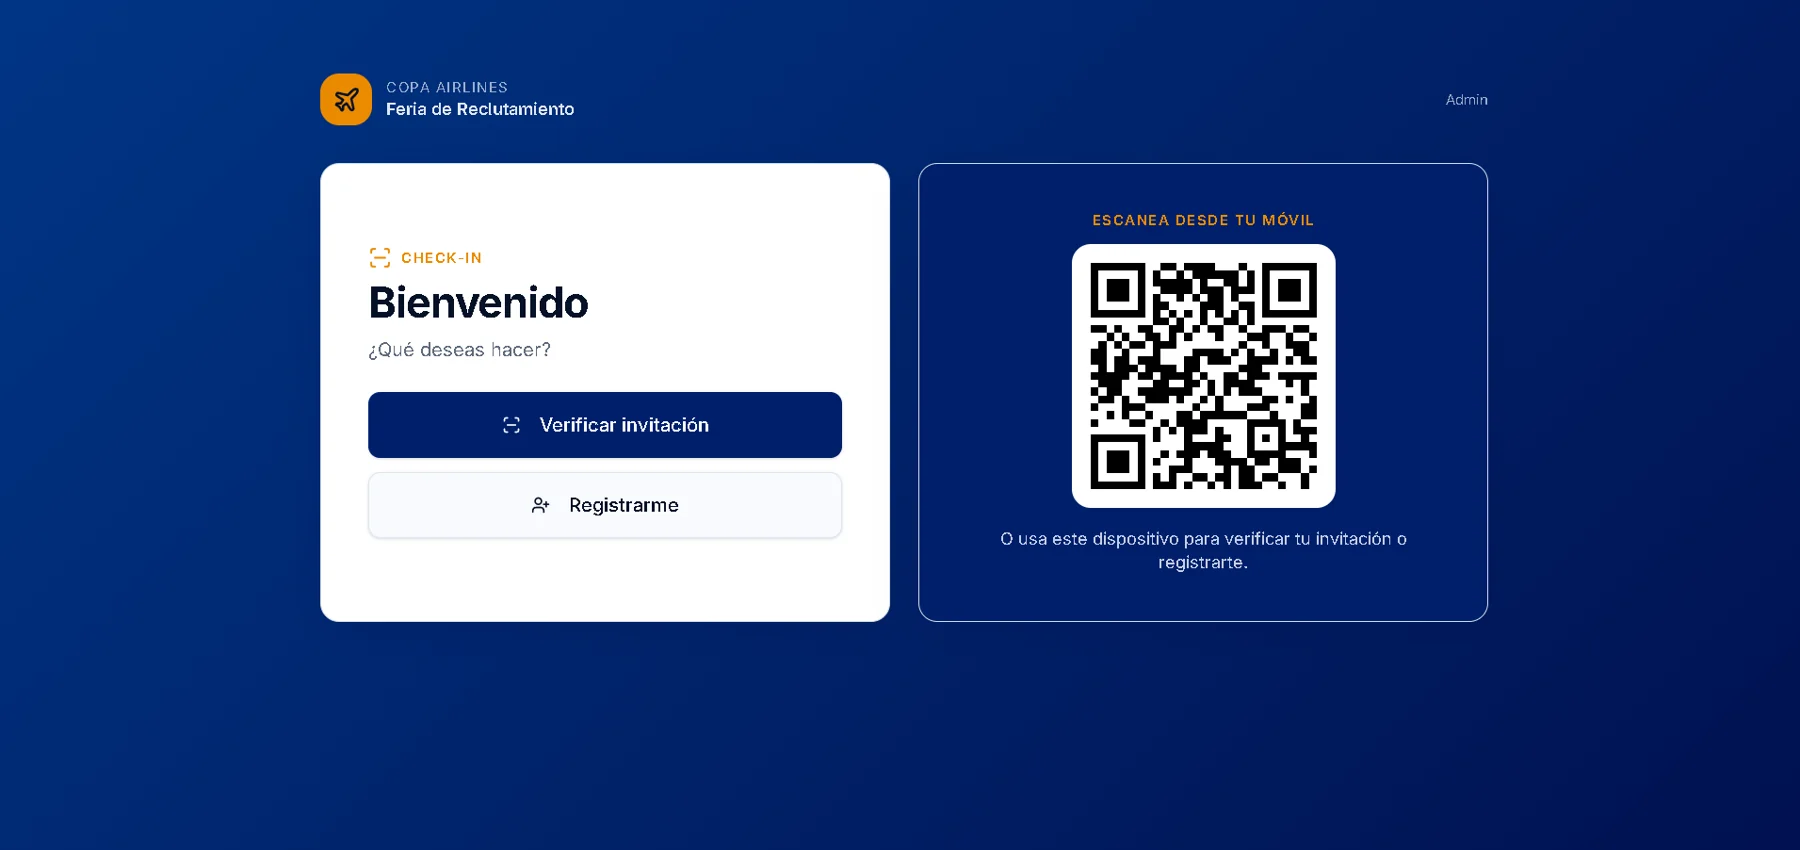 COPA AIRLINES
Feria de Reclutamiento
Admin
CHECK-IN
Bienvenido
¿Qué deseas hacer?
Verificar invitación
Registrarme
ESCANEA DESDE TU MÓVIL
O usa este dispositivo para verificar tu invitación o
registrarte.